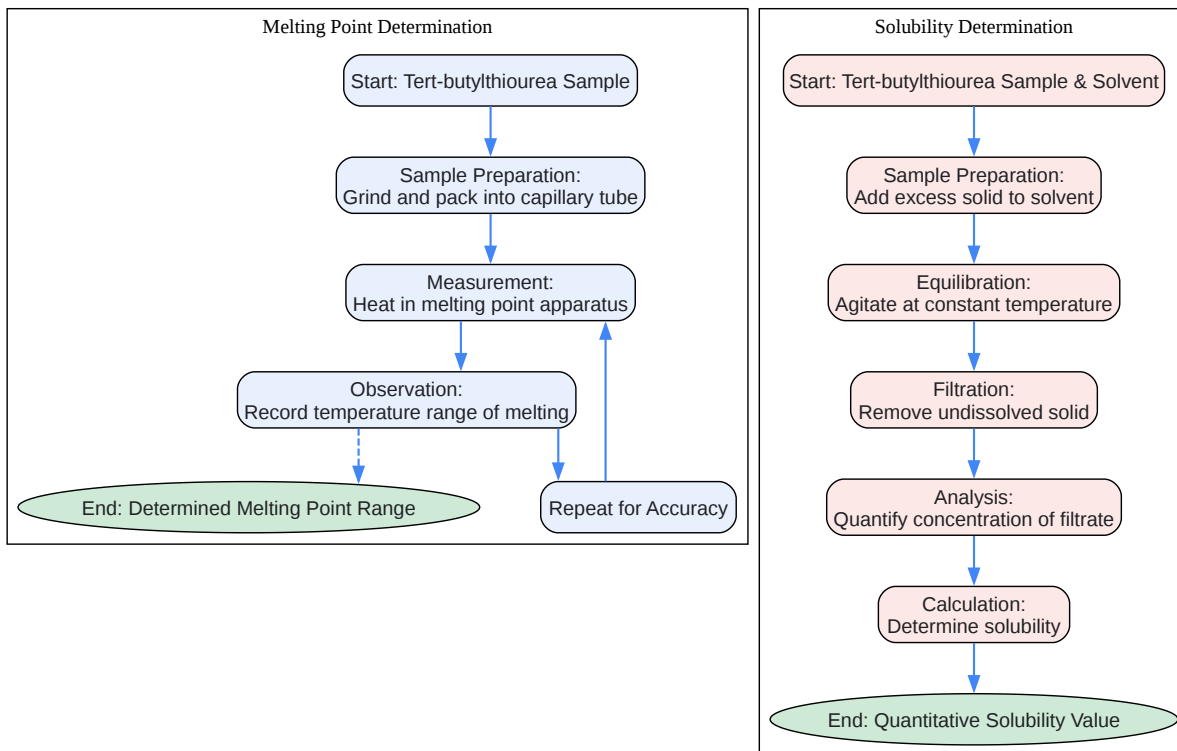 Melting Point Determination
Start: Tert-butylthiourea Sample
Sample Preparation:
Grind and pack into capillary tube
Measurement:
Heat in melting point apparatus
Observation:
Record temperature range of melting
End: Determined Melting Point Range
Repeat for Accuracy
Solubility Determination
Start: Tert-butylthiourea Sample & Solvent
Sample Preparation:
Add excess solid to solvent
Equilibration:
Agitate at constant temperature
Filtration:
Remove undissolved solid
Analysis:
Quantify concentration of filtrate
Calculation:
Determine solubility
End: Quantitative Solubility Value